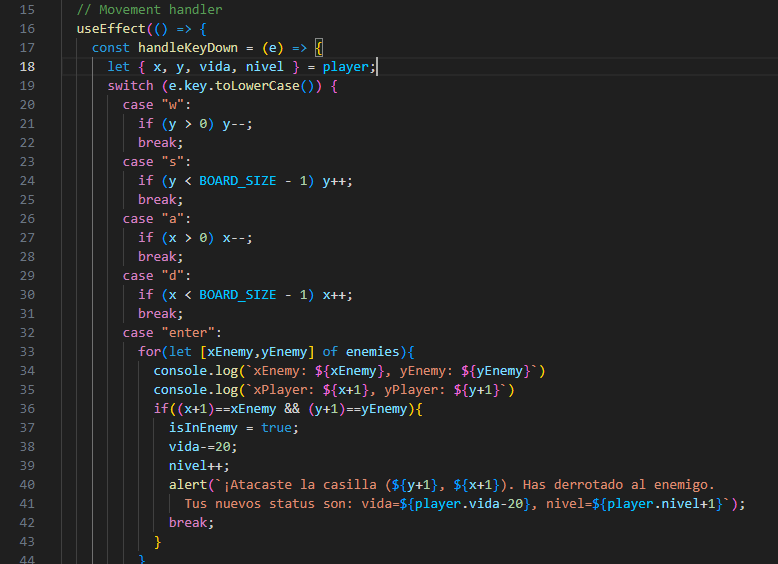 15 // Movement handler
16 useEffect(() => {
17 const handleKeyDown = (e) => {
18 let { x, y, vida, nivel } = player;
19 switch (e.key.toLowerCase()) {
20 case "w":
21 if (y > 0) y--;
22 break;
23 case "s":
24 if (y < BOARD_SIZE - 1) y++;
25 break;
26 case "a":
27 if (x > 0) x--;
28 break;
29 case "d":
30 if (x < BOARD_SIZE - 1) x++;
31 break;
32 case "enter":
33 for(let [xEnemy,yEnemy] of enemies){
34 console.log(`xEnemy: ${xEnemy}, yEnemy: ${yEnemy}`)
35 console.log(`xPlayer: ${x+1}, yPlayer: ${y+1}`)
36 if((x+1)==xEnemy && (y+1)==yEnemy){
37 isInEnemy = true;
38 vida-=20;
39 nivel++;
40 alert(`¡Atacaste la casilla (${y+1}, ${x+1}). Has derrotado al enemigo.
41 Tus nuevos status son: vida=${player.vida-20}, nivel=${player.nivel+1}`);
42 break;
43 }
44 }